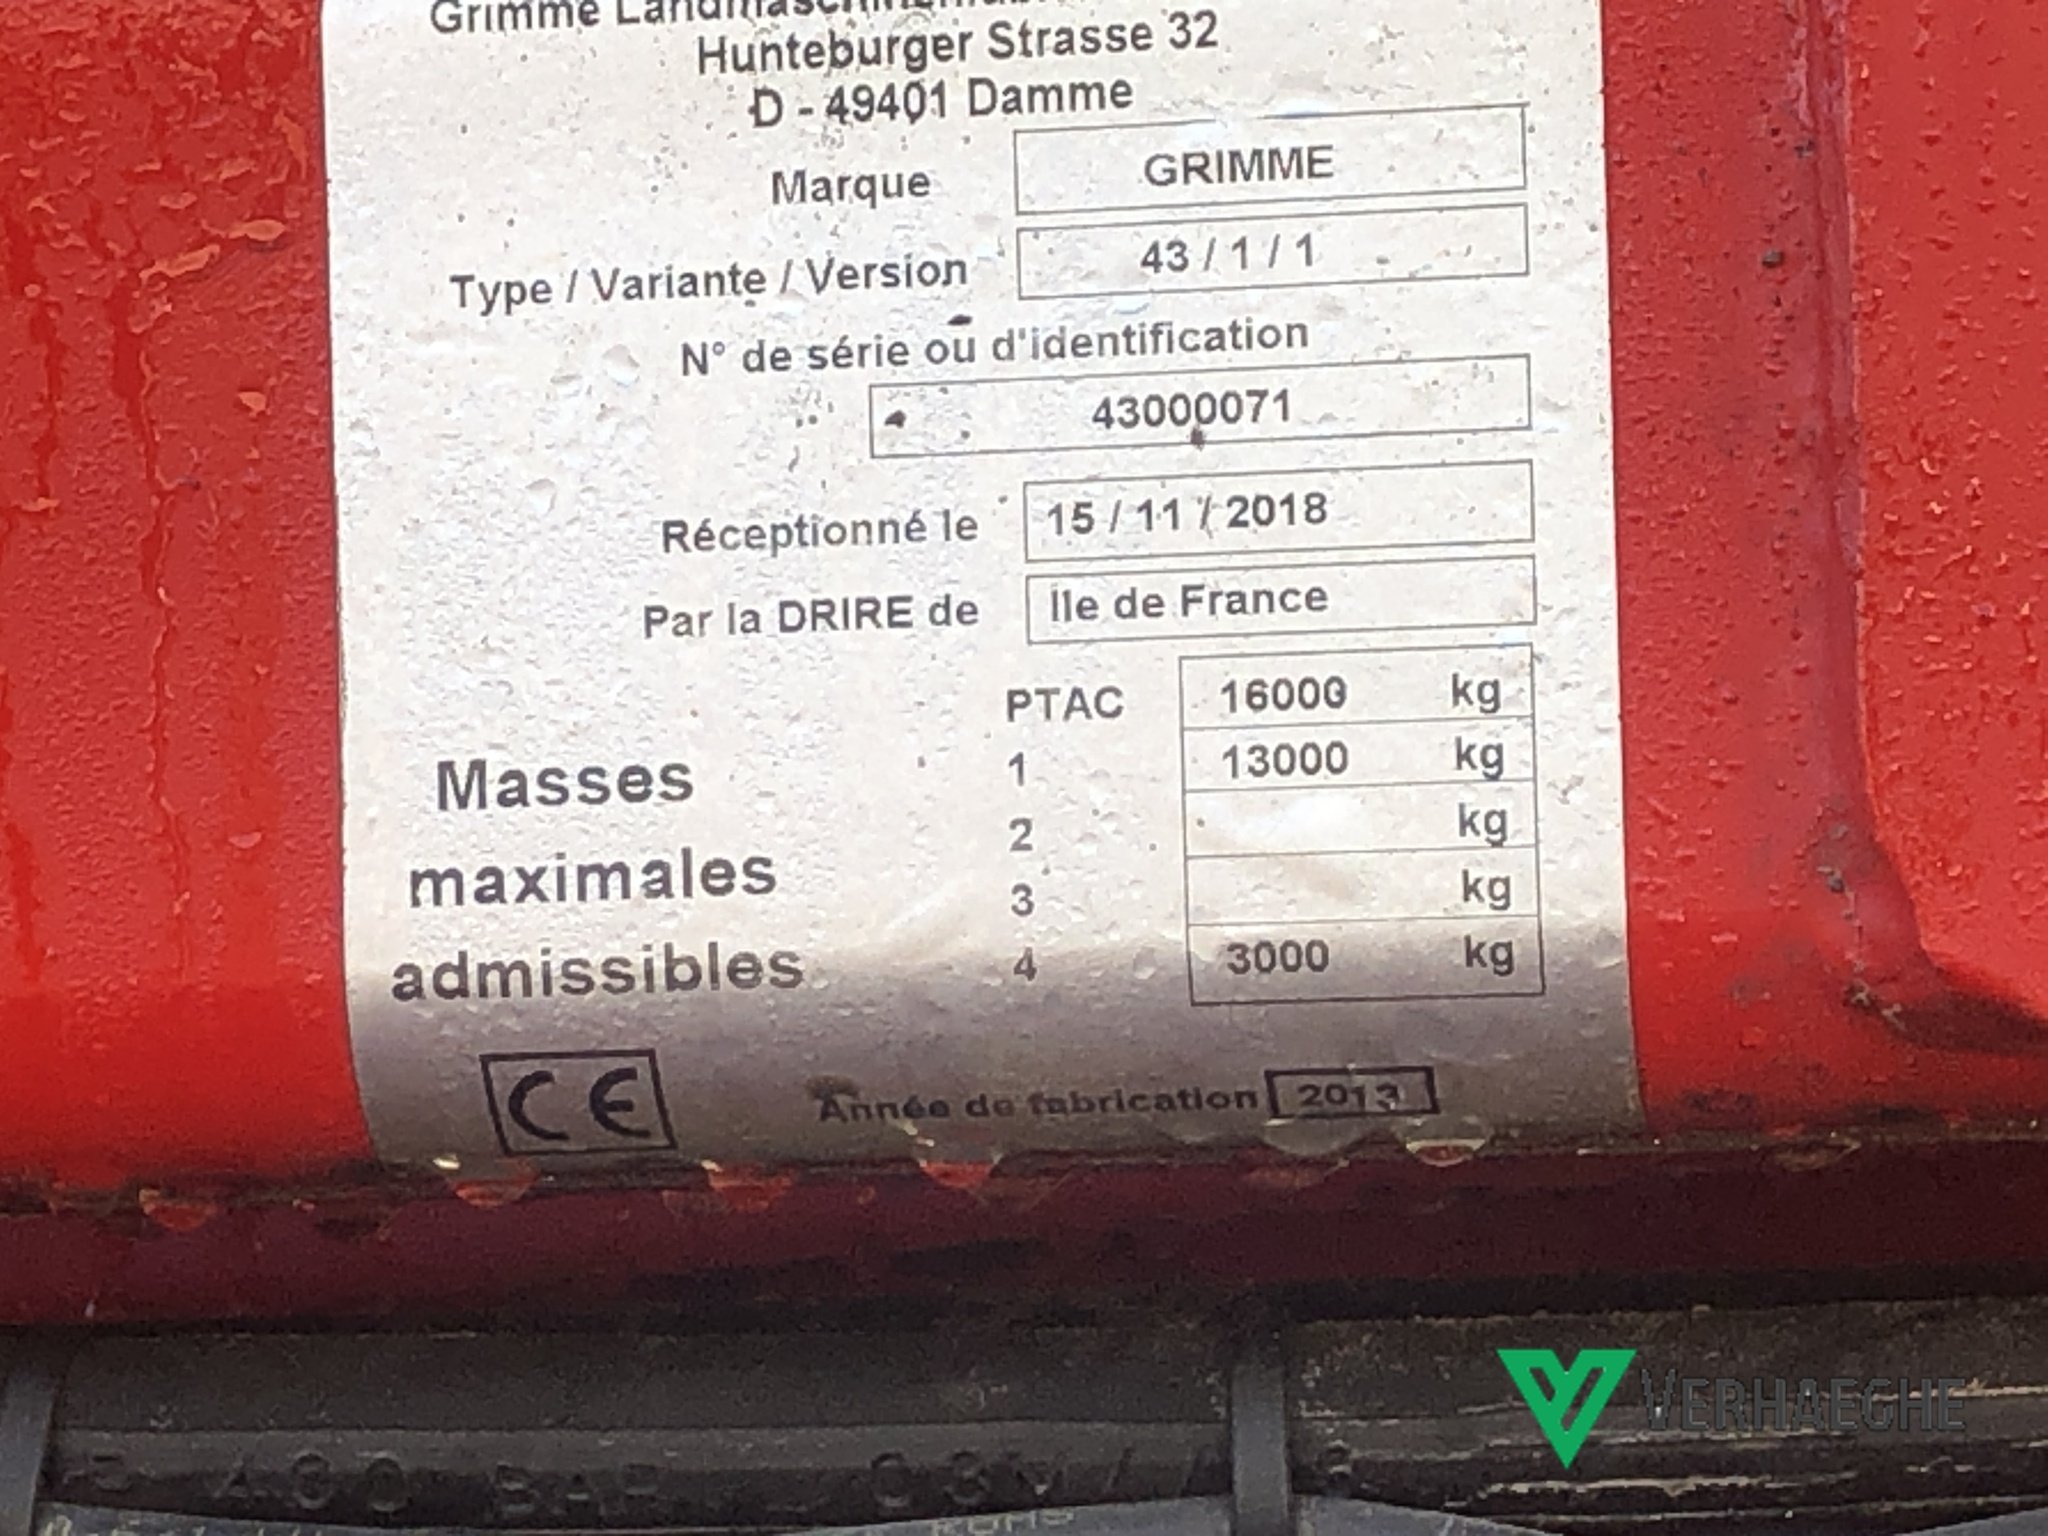 Grimme
Hunteburger Strasse 32
D - 49401 Damme
Marque GRIMME
Type / Variante / Version 43 / 1 / 1
N° de série ou d'identification
43000071
Réceptionné le 15 / 11 / 2018
Par la DRIRE de Ile de France
PTAC 16000 kg
1 13000 kg
2 kg
3 kg
4 3000 kg
Masses
maximales
admissibles
CE Année de fabrication 2013
BAR
VERHAEGHE